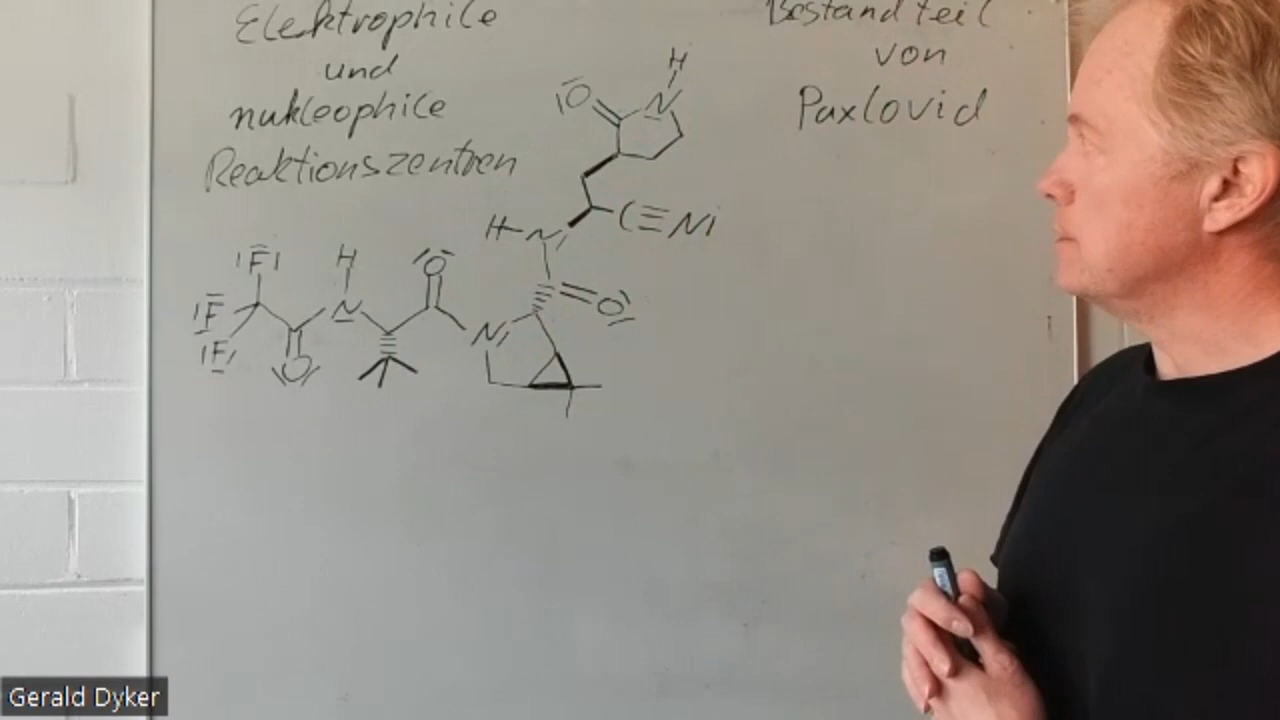 Elektrophile
und
nukleophile
Reaktionszentren
Bestandteil
von
Paxlovid
H
O
N
C≡N
H-N
F
H
O
F
N
O
F
N
O
Gerald Dyker